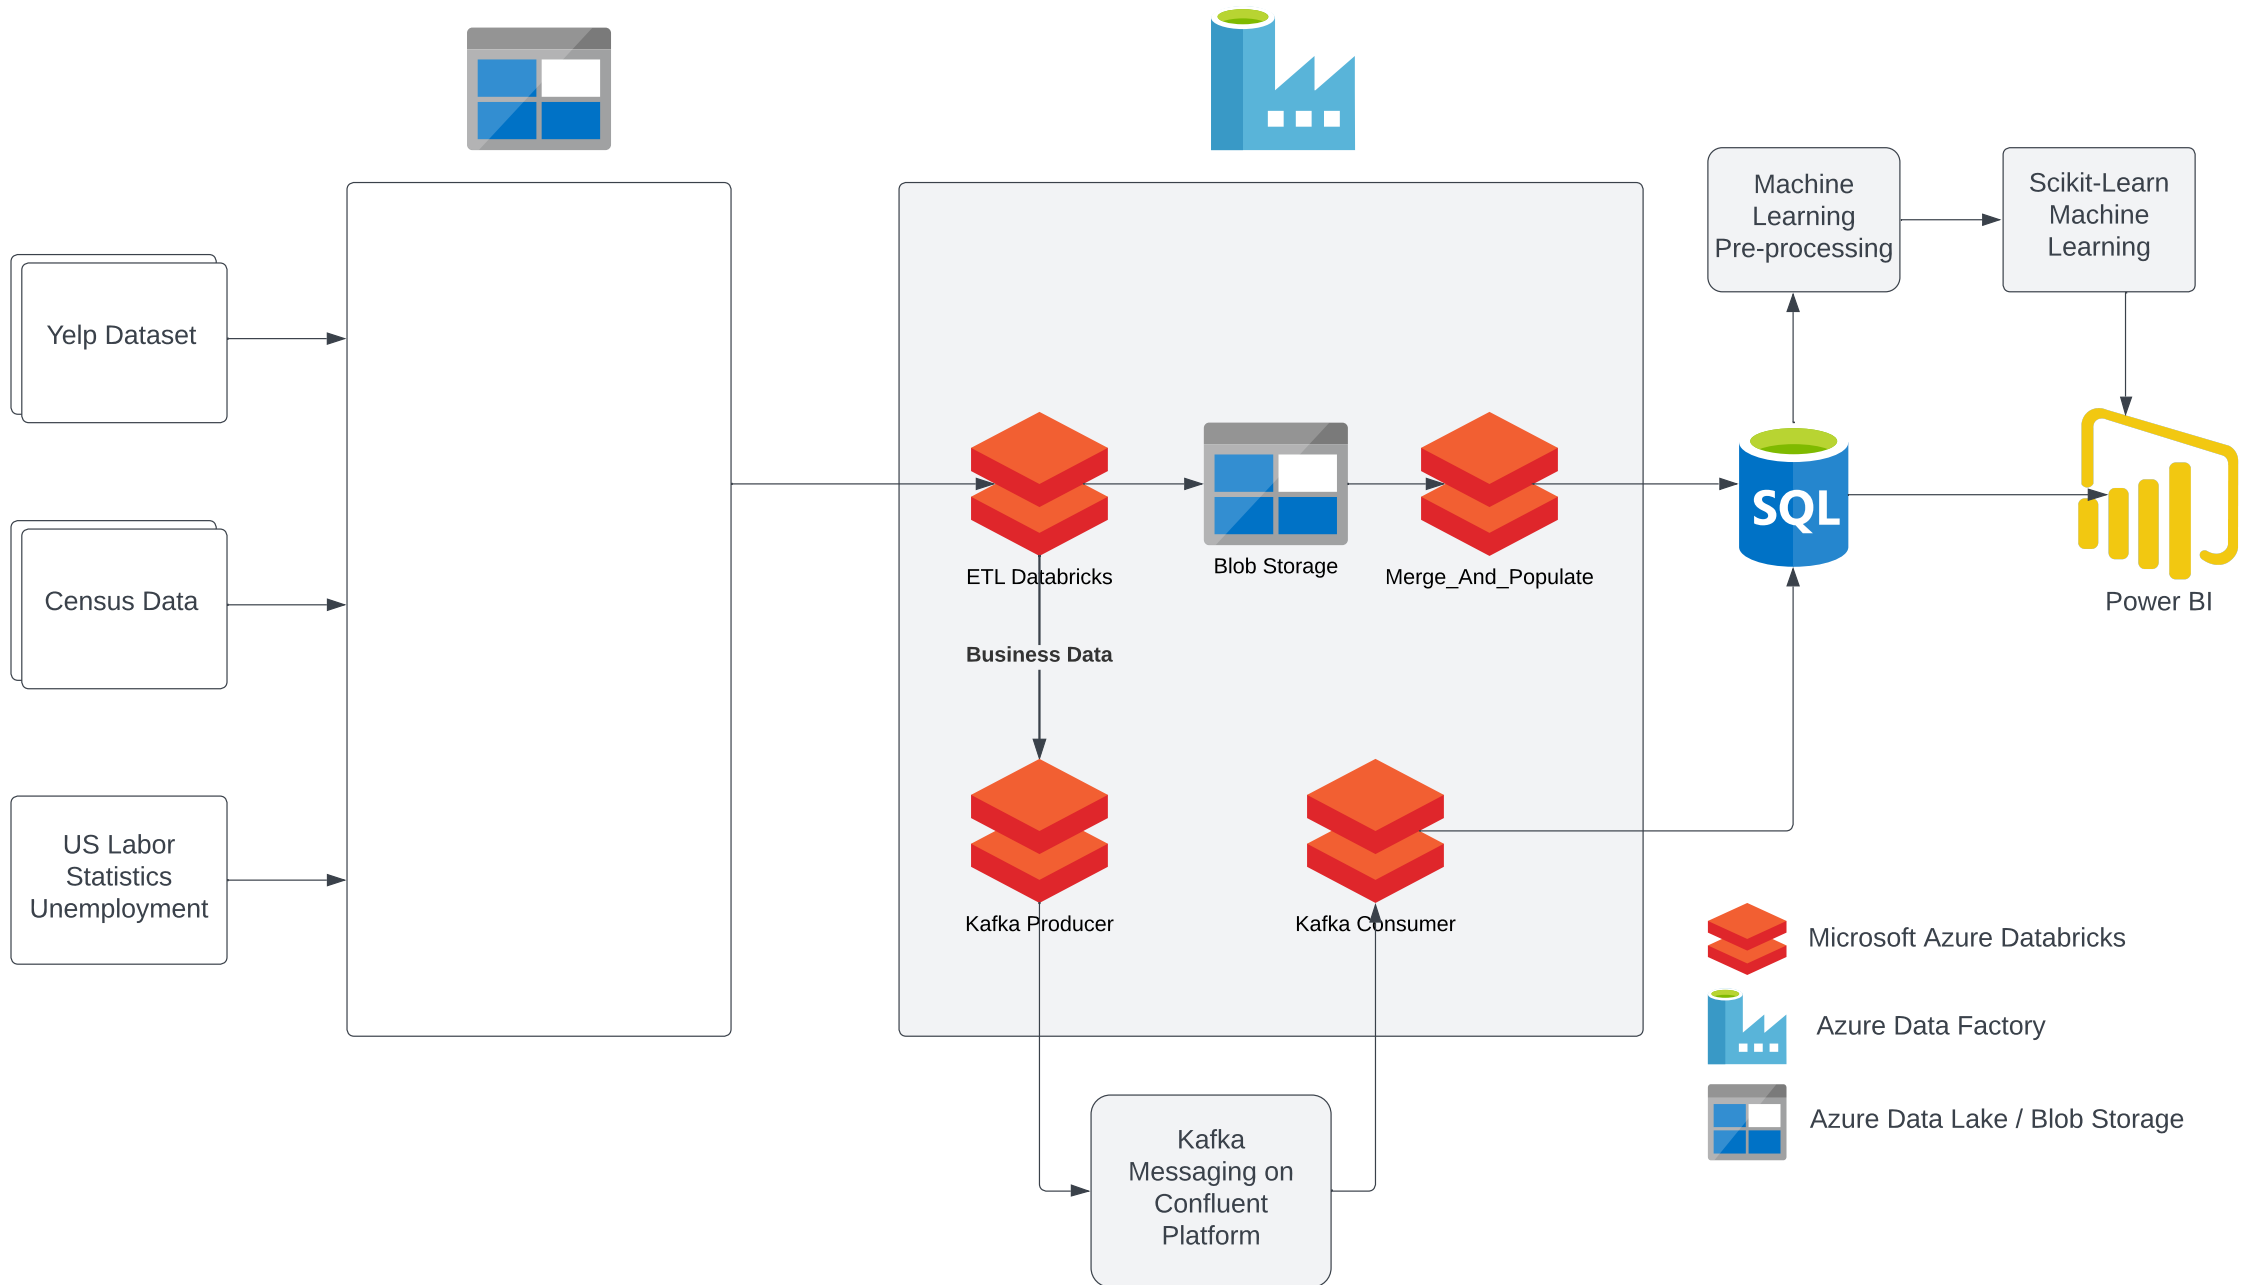 Yelp Dataset
Census Data
US Labor
Statistics
Unemployment
ETL Databricks
Blob Storage
Merge_And_Populate
Business Data
Kafka Producer
Kafka Consumer
Kafka
Messaging on
Confluent
Platform
Machine
Learning
Pre-processing
Scikit-Learn
Machine
Learning
SQL
Power BI
Microsoft Azure Databricks
Azure Data Factory
Azure Data Lake / Blob Storage